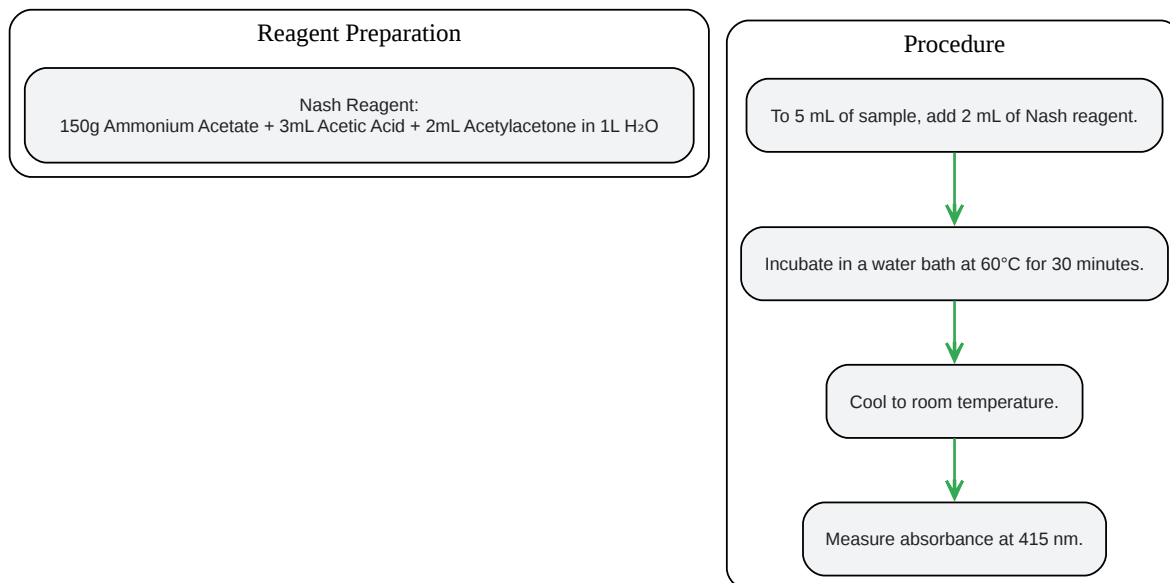 Reagent Preparation
Nash Reagent:
150g Ammonium Acetate + 3mL Acetic Acid + 2mL Acetylacetone in 1L H₂O
Procedure
To 5 mL of sample, add 2 mL of Nash reagent.
Incubate in a water bath at 60°C for 30 minutes.
Cool to room temperature.
Measure absorbance at 415 nm.